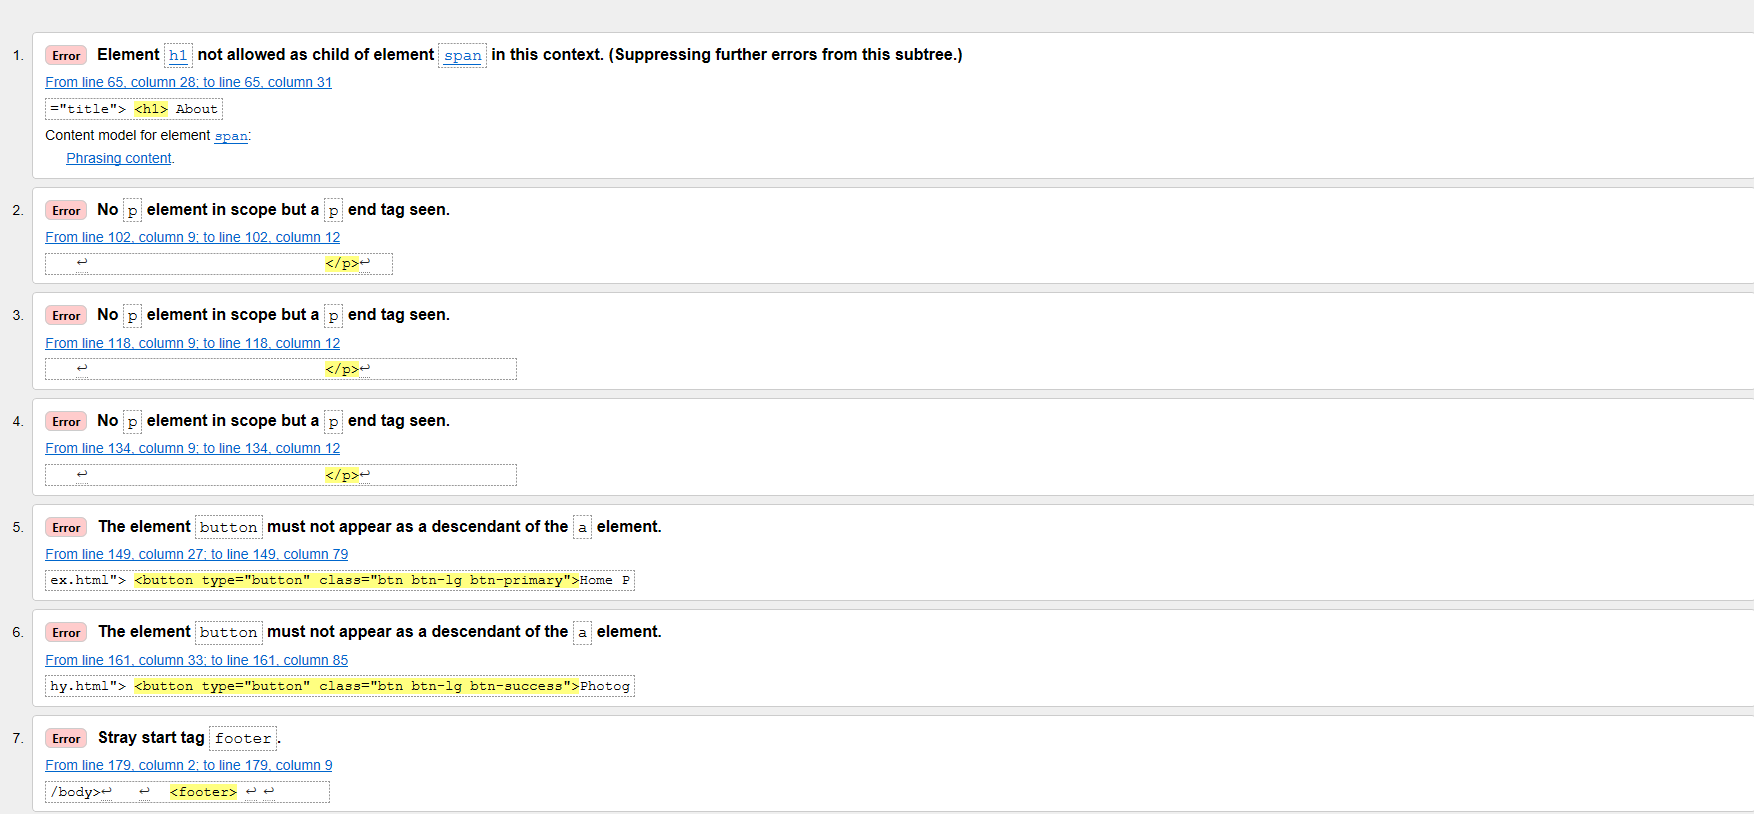 1. Error Element h1 not allowed as child of element span in this context. (Suppressing further errors from this subtree.)
From line 65, column 28; to line 65, column 31
="title"> <h1> About
Content model for element span:
Phrasing content.
2. Error No p element in scope but a p end tag seen.
From line 102, column 9; to line 102, column 12
↩ </p>↩
3. Error No p element in scope but a p end tag seen.
From line 118, column 9; to line 118, column 12
↩ </p>↩
4. Error No p element in scope but a p end tag seen.
From line 134, column 9; to line 134, column 12
↩ </p>↩
5. Error The element button must not appear as a descendant of the a element.
From line 149, column 27; to line 149, column 79
ex.html"> <button type="button" class="btn btn-lg btn-primary">Home P
6. Error The element button must not appear as a descendant of the a element.
From line 161, column 33; to line 161, column 85
hy.html"> <button type="button" class="btn btn-lg btn-success">Photog
7. Error Stray start tag footer.
From line 179, column 2; to line 179, column 9
/body>↩ ↩ <footer> ↩ ↩